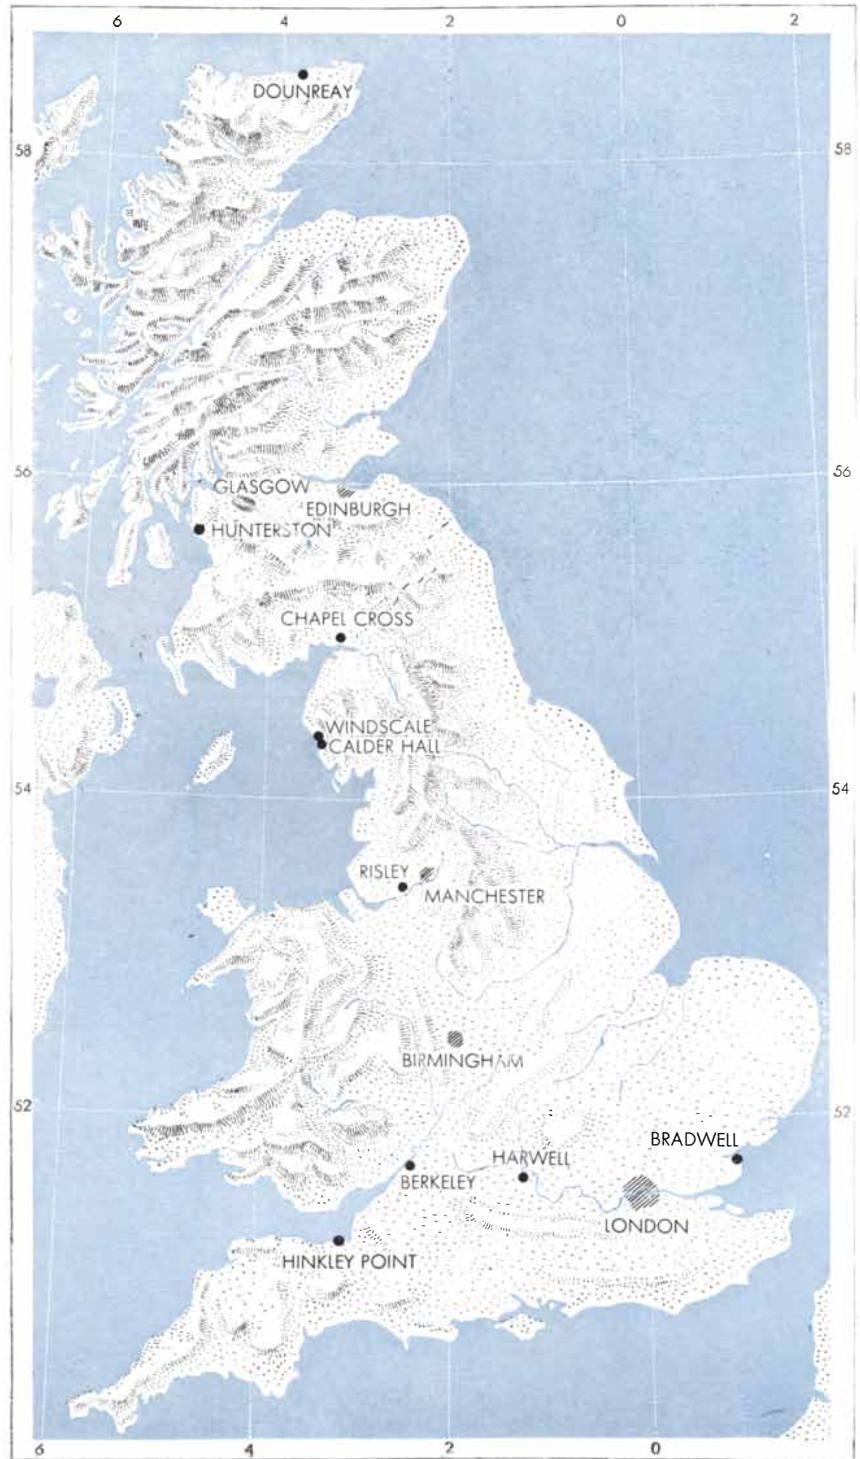 6 4 2 0 2
DOUNREAY
58 58
56 56
GLASGOW
EDINBURGH
HUNTERSTON
CHAPEL CROSS
WINDSCALE
CALDER HALL
54 54
RISLEY
MANCHESTER
BIRMINGHAM
52 52
BRADWELL
HARWELL
BERKELEY
LONDON
HINKLEY POINT
6 4 2 0